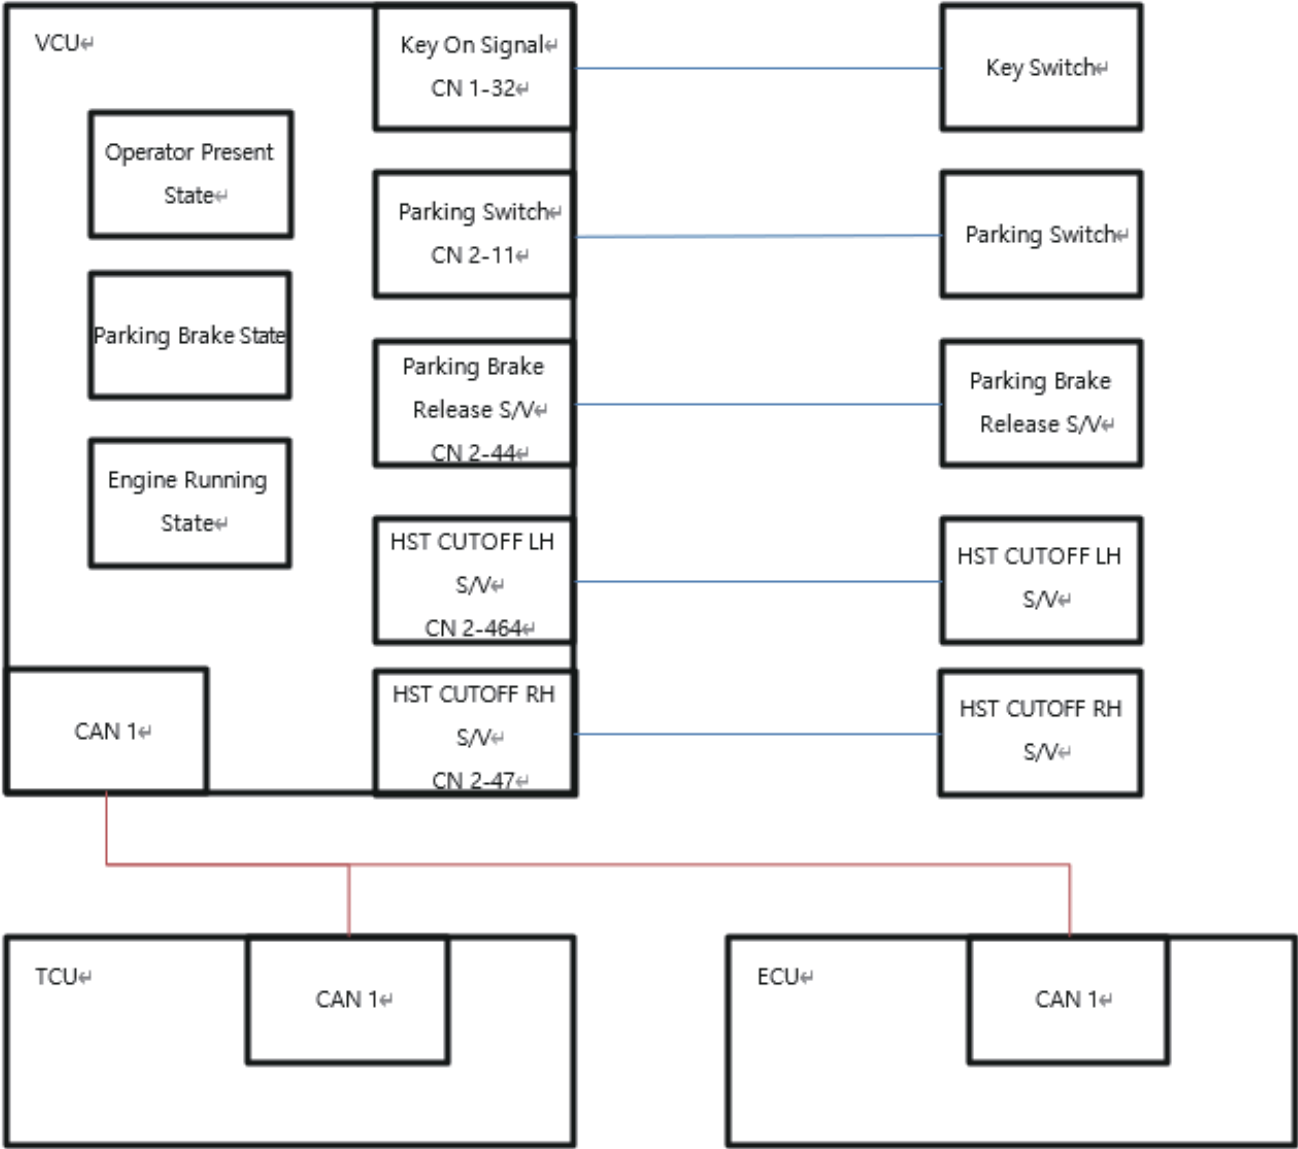 VCU
Key On Signal
CN 1-32
Key Switch
Operator Present
State
Parking Switch
CN 2-11
Parking Switch
Parking Brake State
Parking Brake
Release S/V
CN 2-44
Parking Brake
Release S/V
Engine Running
State
HST CUTOFF LH
S/V
CN 2-464
HST CUTOFF LH
S/V
CAN 1
HST CUTOFF RH
S/V
CN 2-47
HST CUTOFF RH
S/V
TCU
CAN 1
ECU
CAN 1